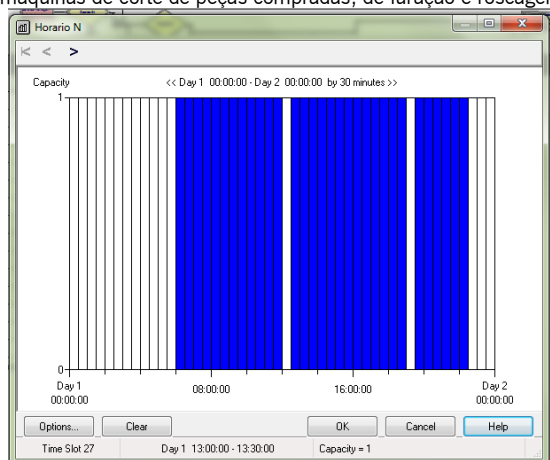 máquinas de corte de peças compradas, de furação e roscagem
Horario N
|< < >
Capacity << Day 1 00:00:00 - Day 2 00:00:00 by 30 minutes >>
1
0
Day 1 08:00:00 16:00:00 Day 2
00:00:00 00:00:00
Options... Clear OK Cancel Help
Time Slot 27 Day 1 13:00:00 - 13:30:00 Capacity = 1